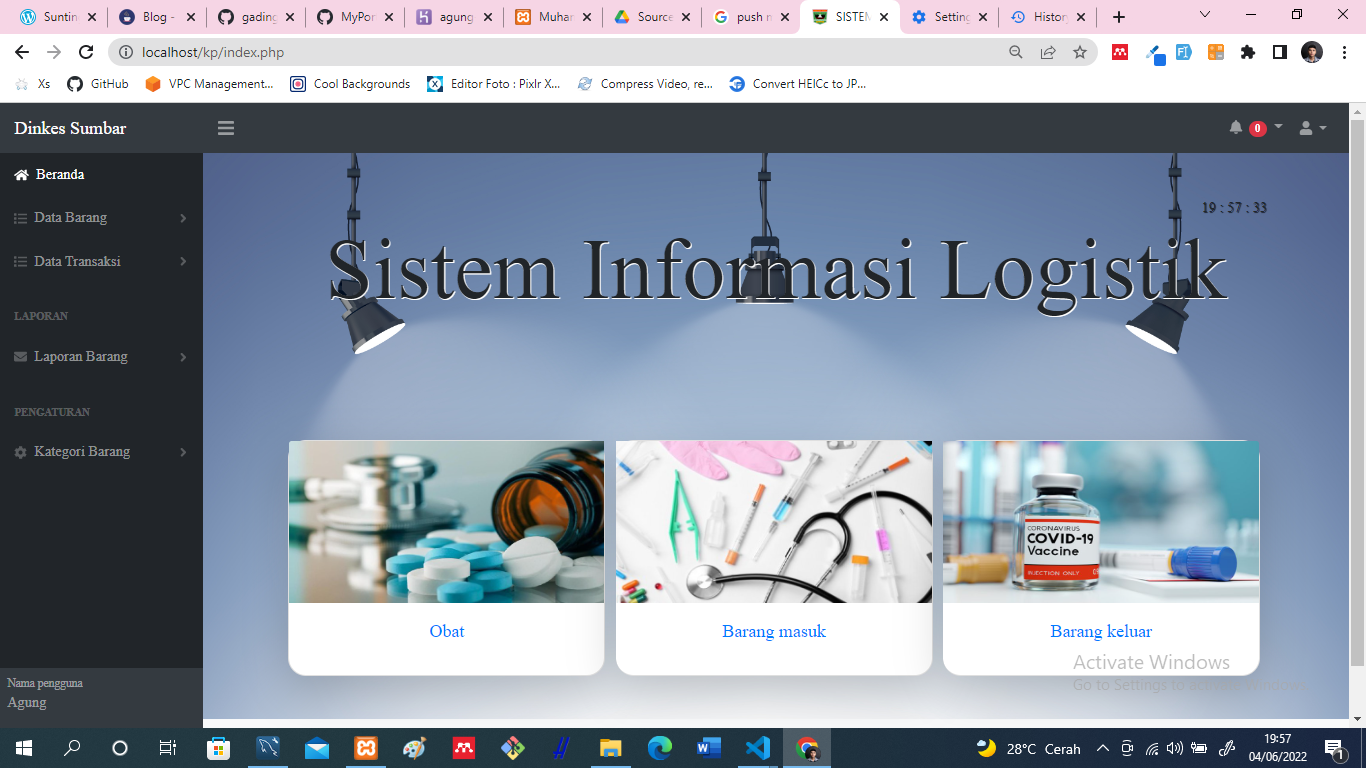 Suntin
Blog -
gading
MyPor
agung
Muhar
Source
push n
SISTEM
Setting
History
localhost/kp/index.php
Xs
GitHub
VPC Management...
Cool Backgrounds
Editor Foto : Pixlr X...
Compress Video, re...
Convert HEICc to JP...
Dinkes Sumbar
0
Beranda
Data Barang
Data Transaksi
LAPORAN
Laporan Barang
PENGATURAN
Kategori Barang
Nama pengguna
Agung
19 : 57 : 33
Sistem Informasi Logistik
CORONAVIRUS
COVID-19
Vaccine
INJECTION ONLY
Obat
Barang masuk
Barang keluar
Activate Windows
Go to Settings to activate Windows.
28°C Cerah
19:57
04/06/2022
1